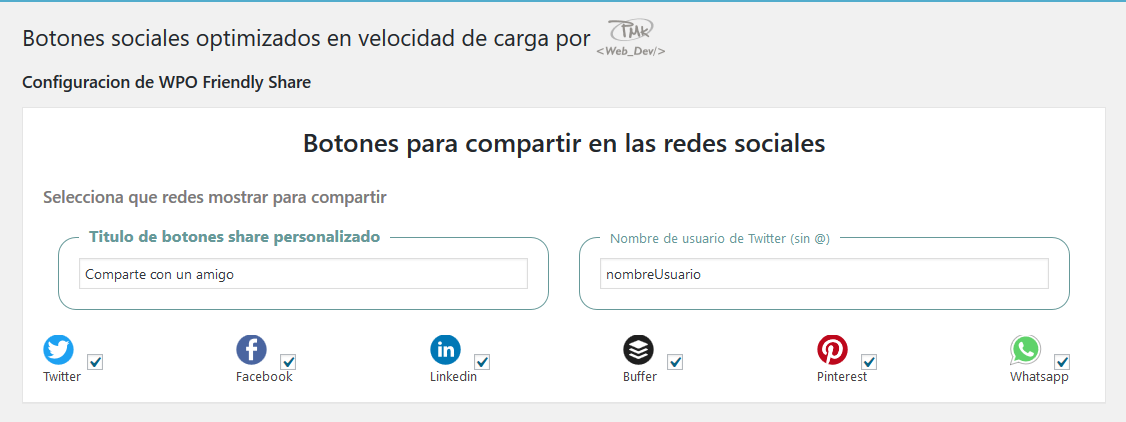 Botones sociales optimizados en velocidad de carga por PMK
<Web_Dev/>
Configuracion de WPO Friendly Share
Botones para compartir en las redes sociales
Selecciona que redes mostrar para compartir
Titulo de botones share personalizado
Comparte con un amigo
Nombre de usuario de Twitter (sin @)
nombreUsuario
Twitter
Facebook
Linkedin
Buffer
Pinterest
Whatsapp